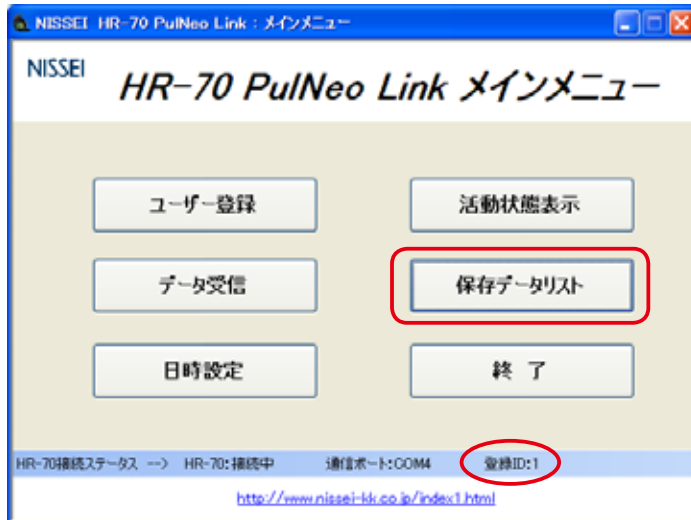 NISSEI HR-70 PulNeo Link : メインメニュー
NISSEI
HR-70 PulNeo Link メインメニュー
ユーザー登録
活動状態表示
データ受信
保存データリスト
日時設定
終 了
HR-70接続ステータス --> HR-70:接続中 通信ポート:COM4 登録ID:1
http://www.nissei-kk.co.jp/index1.html